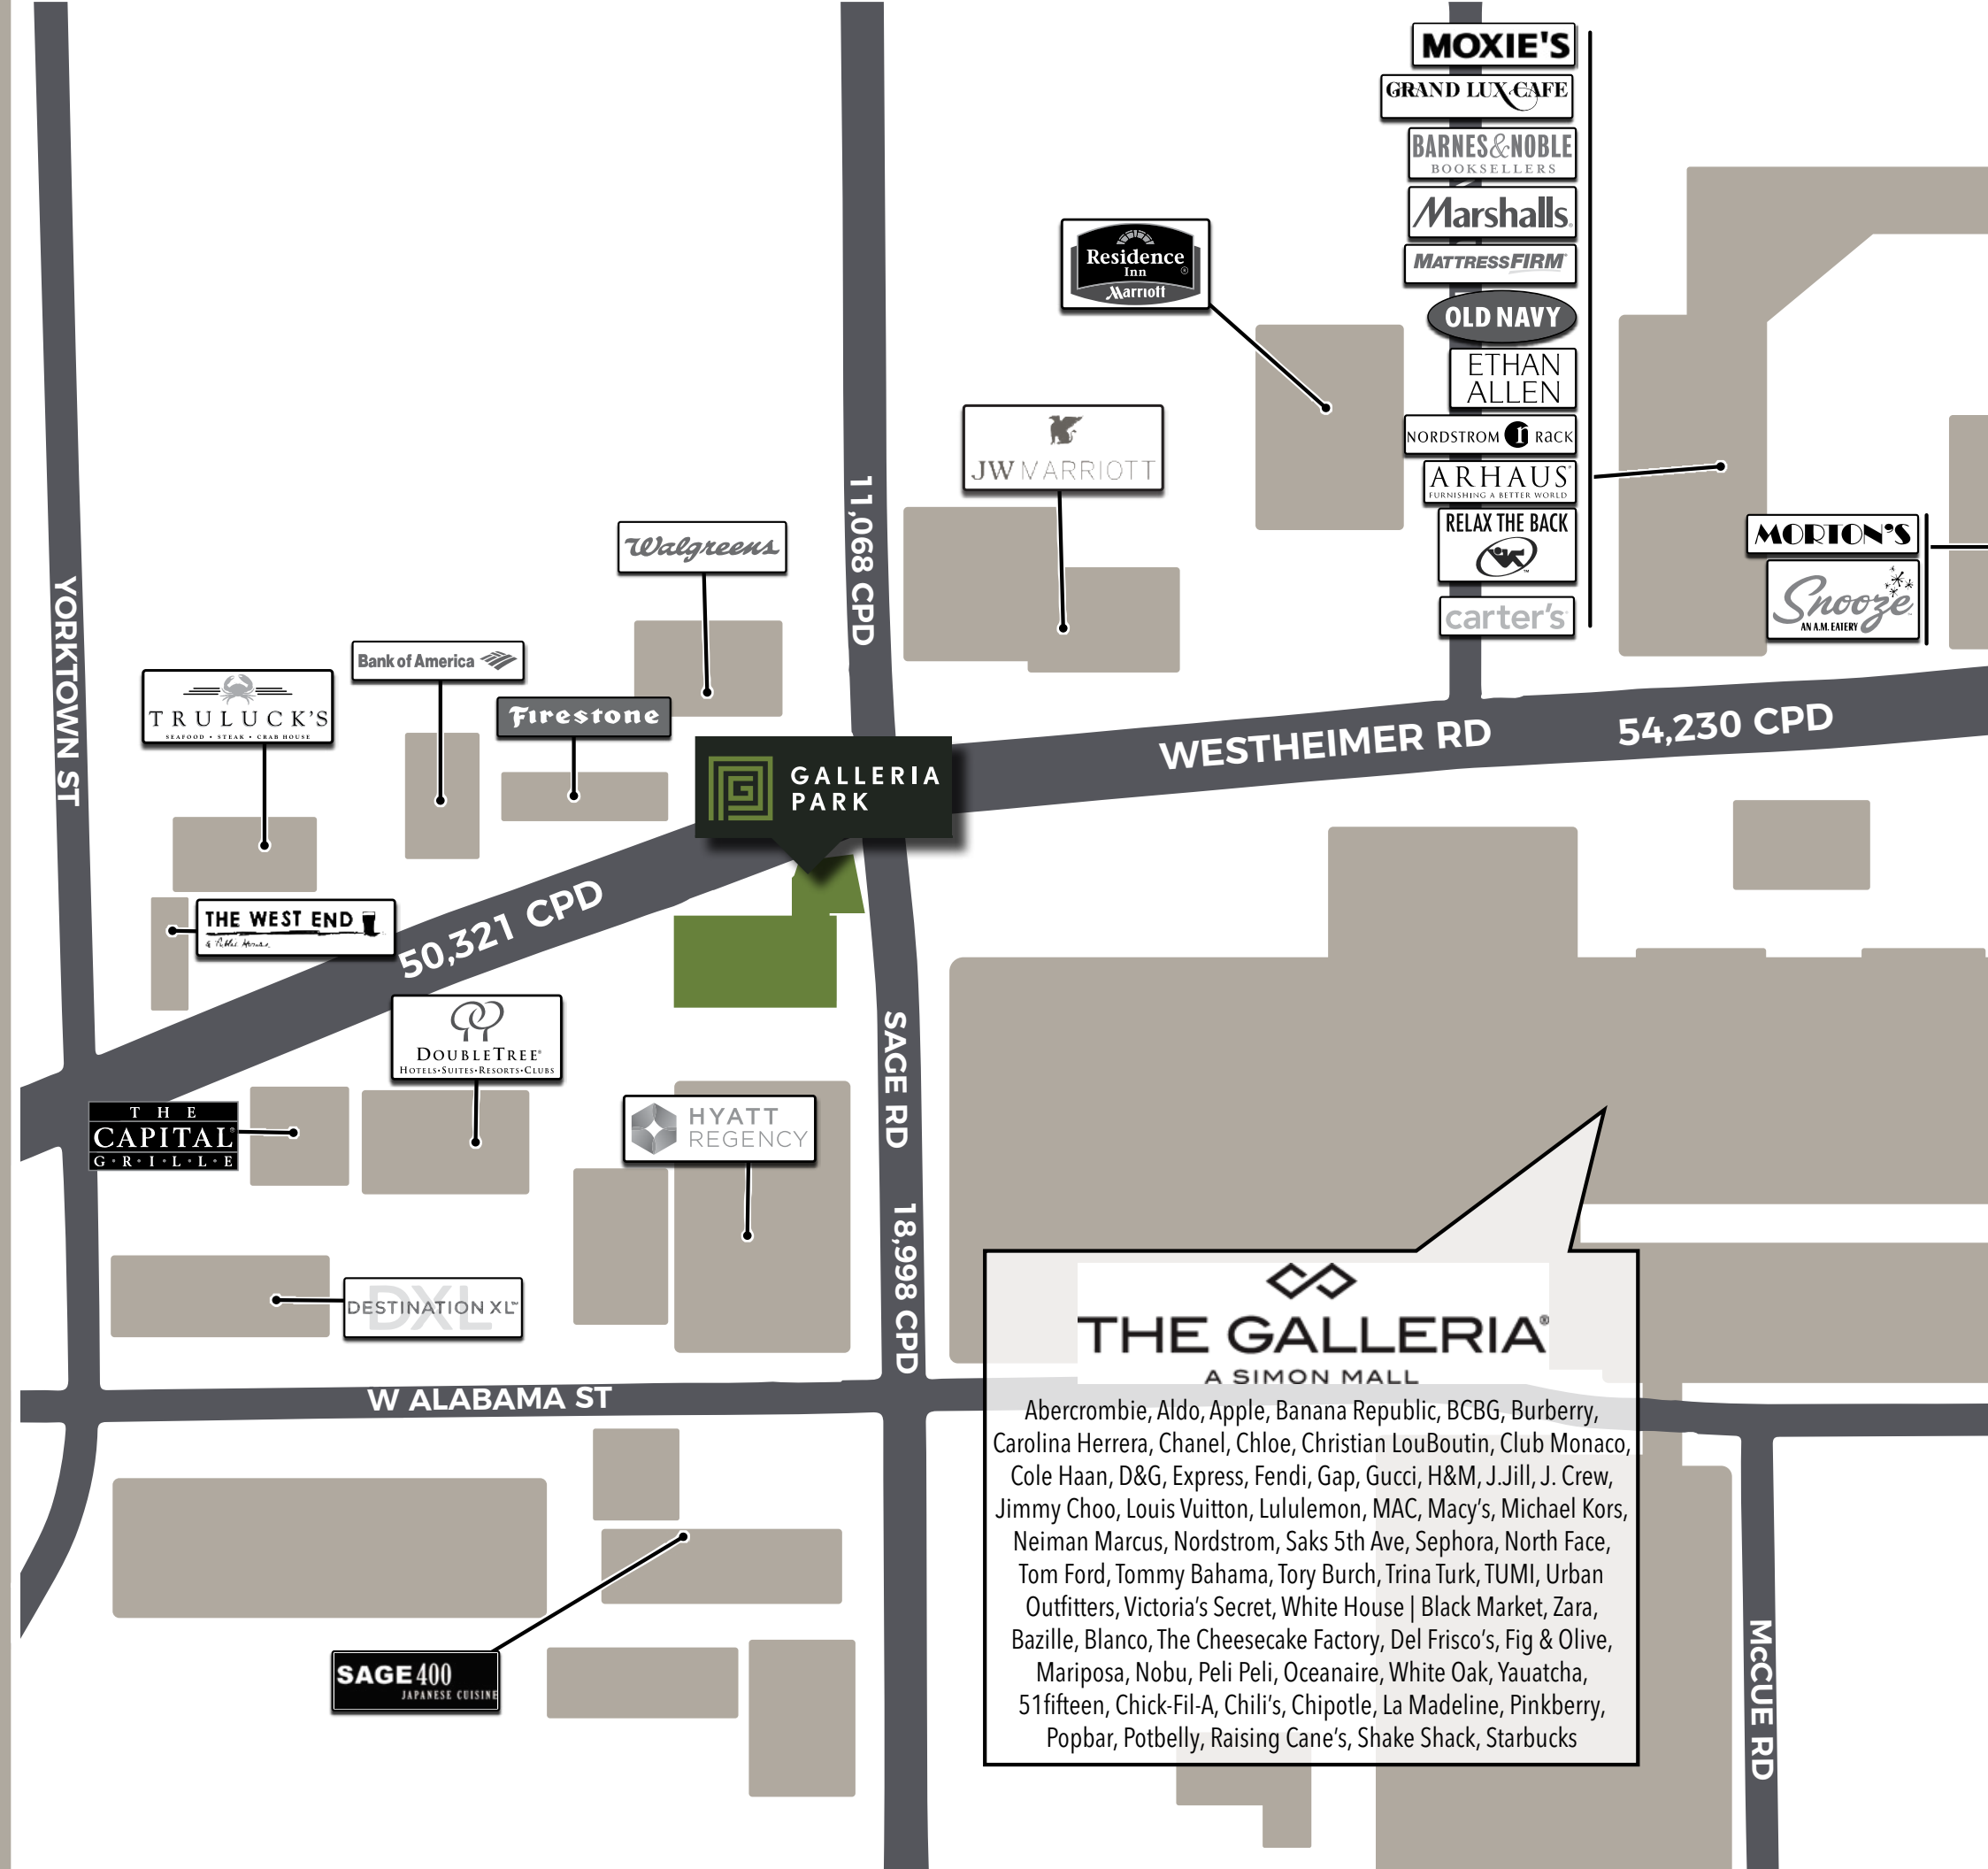 MOXIE'S
GRAND LUX CAFE
BARNES&NOBLE
BOOKSELLERS
Marshalls
MATTRESSFIRM
OLD NAVY
ETHAN
ALLEN
NORDSTROM rack
ARHAUS
FURNISHING A BETTER WORLD
RELAX THE BACK
carter's
Residence
Inn
Marriott
JW MARRIOTT
MORTON'S
Snooze
AN A.M. EATERY
11,068 CPD
Walgreens
Bank of America
Firestone
TRULUCK'S
SEAFOOD • STEAK • CRAB HOUSE
YORKTOWN ST
GALLERIA
PARK
WESTHEIMER RD
54,230 CPD
THE WEST END
a Public House.
50,321 CPD
DOUBLETREE®
HOTELS•SUITES•RESORTS•CLUBS
SAGE RD
THE
CAPITAL
G•R•I•L•L•E
HYATT
REGENCY
18,998 CPD
DXL
DESTINATION XL™
W ALABAMA ST
THE GALLERIA®
A SIMON MALL
Abercrombie, Aldo, Apple, Banana Republic, BCBG, Burberry,
Carolina Herrera, Chanel, Chloe, Christian LouBoutin, Club Monaco,
Cole Haan, D&G, Express, Fendi, Gap, Gucci, H&M, J.Jill, J. Crew,
Jimmy Choo, Louis Vuitton, Lululemon, MAC, Macy's, Michael Kors,
Neiman Marcus, Nordstrom, Saks 5th Ave, Sephora, North Face,
Tom Ford, Tommy Bahama, Tory Burch, Trina Turk, TUMI, Urban
Outfitters, Victoria's Secret, White House | Black Market, Zara,
Bazille, Blanco, The Cheesecake Factory, Del Frisco's, Fig & Olive,
Mariposa, Nobu, Peli Peli, Oceanaire, White Oak, Yauatcha,
51fifteen, Chick-Fil-A, Chili's, Chipotle, La Madeline, Pinkberry,
Popbar, Potbelly, Raising Cane's, Shake Shack, Starbucks
SAGE 400
JAPANESE CUISINE
McCUE RD